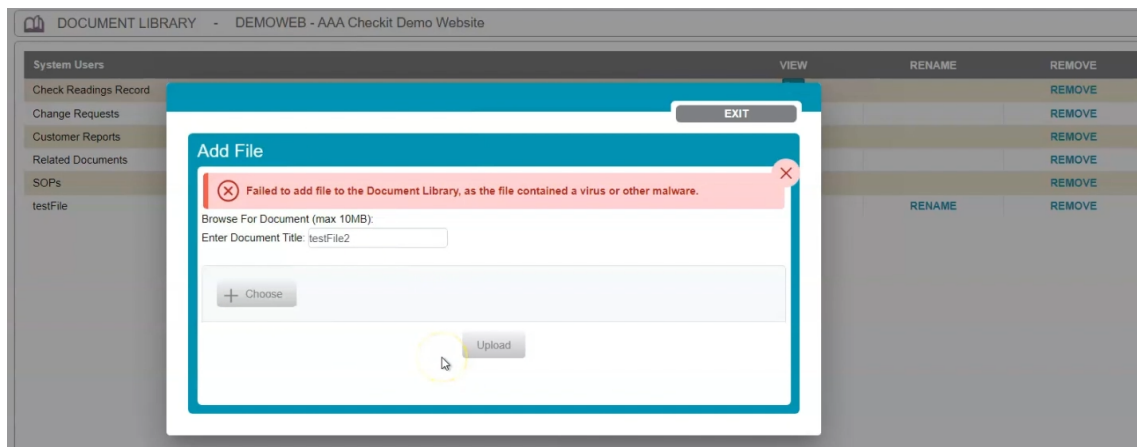 DOCUMENT LIBRARY - DEMOWEB - AAA Checkit Demo Website
System Users VIEW RENAME REMOVE
Check Readings Record REMOVE
Change Requests REMOVE
Customer Reports REMOVE
Related Documents REMOVE
SOPs REMOVE
testFile RENAME REMOVE
EXIT
Add File
Failed to add file to the Document Library, as the file contained a virus or other malware.
Browse For Document (max 10MB):
Enter Document Title: testFile2
+ Choose
Upload